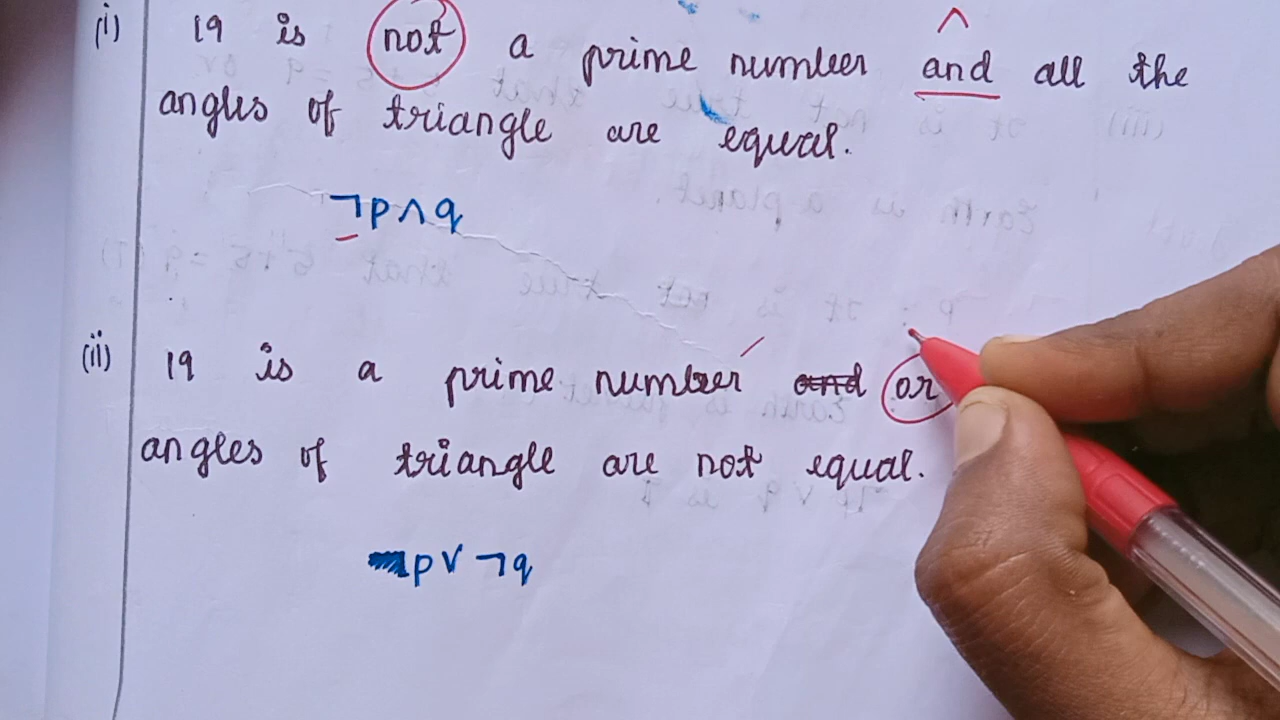 (i) 19 is not a prime number and all the
angles of triangle are equal.
¬p∧q
(ii) 19 is a prime number and or
angles of triangle are not equal.
p∨ ¬q